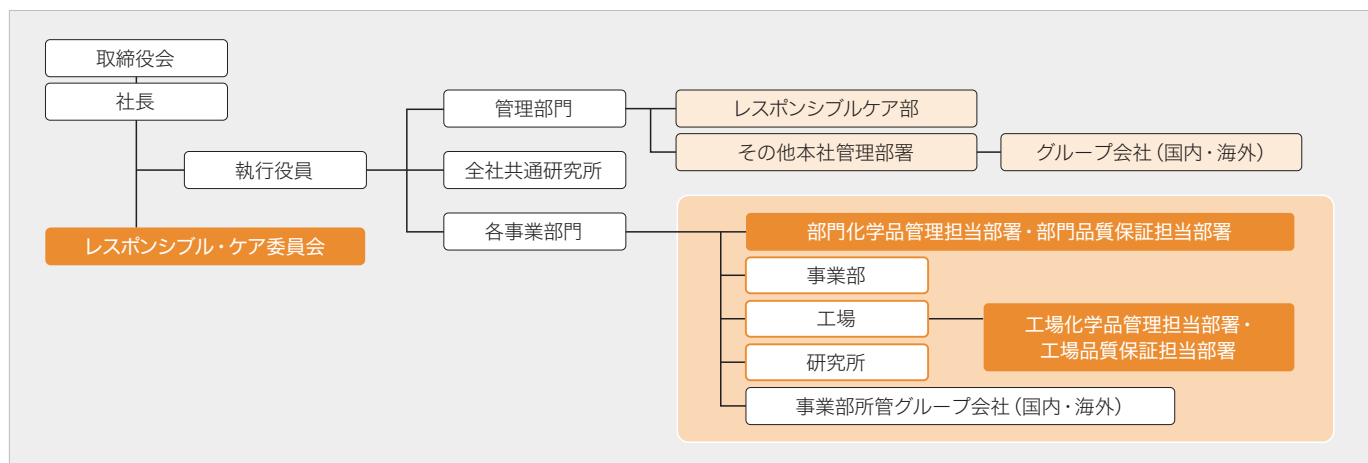 取締役会
社長
執行役員
レスポンシブル・ケア委員会
管理部門
全社共通研究所
各事業部門
レスポンシブルケア部
その他本社管理部署
グループ会社（国内・海外）
部門化学品管理担当部署・部門品質保証担当部署
事業部
工場
工場化学品管理担当部署・
工場品質保証担当部署
研究所
事業部所管グループ会社（国内・海外）